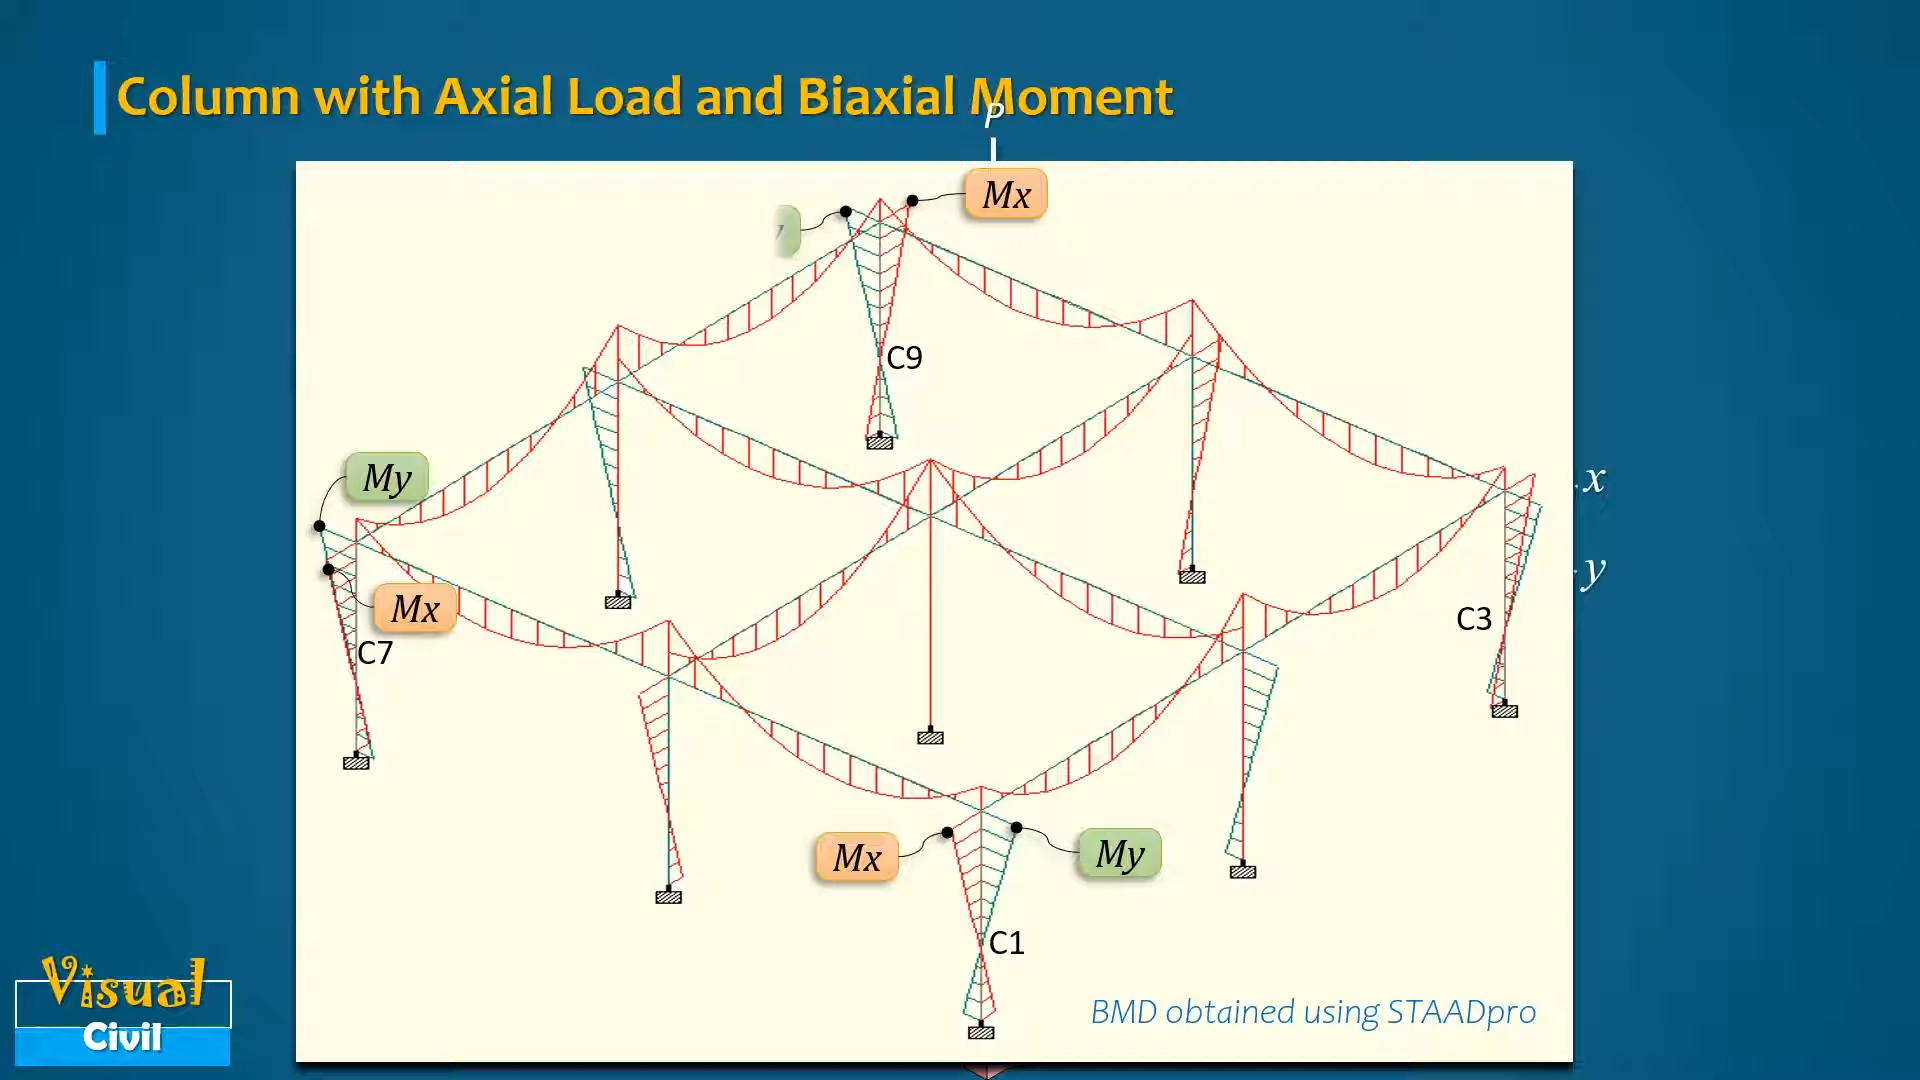 Column with Axial Load and Biaxial Moment
P
Mx
C9
My
x
y
Mx
C3
C7
Mx
My
C1
BMD obtained using STAADpro
Visual
Civil